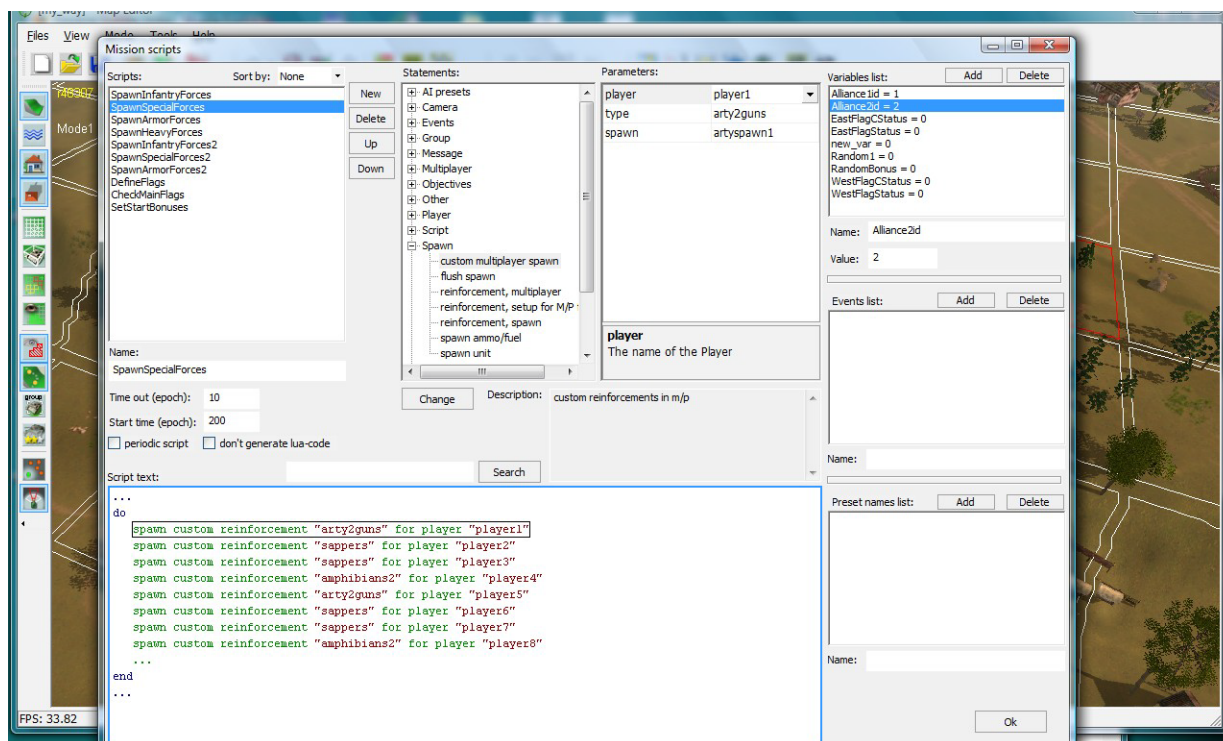 [my_way] - Map Editor
Files View Mode Tools Help
Mission scripts
Scripts: Sort by: None
SpawnInfantryForces
SpawnSpecialForces
SpawnArmorForces
SpawnHeavyForces
SpawnInfantryForces2
SpawnSpecialForces2
SpawnArmorForces2
DefineFlags
CheckMainFlags
SetStartBonuses
New
Delete
Up
Down
Name:
SpawnSpecialForces
Time out (epoch): 10
Start time (epoch): 200
periodic script don't generate lua-code
Statements:
AI presets
Camera
Events
Group
Message
Multiplayer
Objectives
Other
Player
Script
Spawn
custom multiplayer spawn
flush spawn
reinforcement, multiplayer
reinforcement, setup for M/P
reinforcement, spawn
spawn ammo/fuel
spawn unit
Parameters:
player player1
type arty2guns
spawn artyspawn1
player
The name of the Player
Change Description: custom reinforcements in m/p
Script text: Search
...
do
spawn custom reinforcement "arty2guns" for player "player1"
spawn custom reinforcement "sappers" for player "player2"
spawn custom reinforcement "sappers" for player "player3"
spawn custom reinforcement "amphibians2" for player "player4"
spawn custom reinforcement "arty2guns" for player "player5"
spawn custom reinforcement "sappers" for player "player6"
spawn custom reinforcement "sappers" for player "player7"
spawn custom reinforcement "amphibians2" for player "player8"
...
end
...
Variables list: Add Delete
Alliance1id = 1
Alliance2id = 2
EastFlagCStatus = 0
EastFlagStatus = 0
new_var = 0
Random1 = 0
RandomBonus = 0
WestFlagCStatus = 0
WestFlagStatus = 0
Name: Alliance2id
Value: 2
Events list: Add Delete
Name:
Preset names list: Add Delete
Name:
Ok
Mode1
group
FPS: 33.82